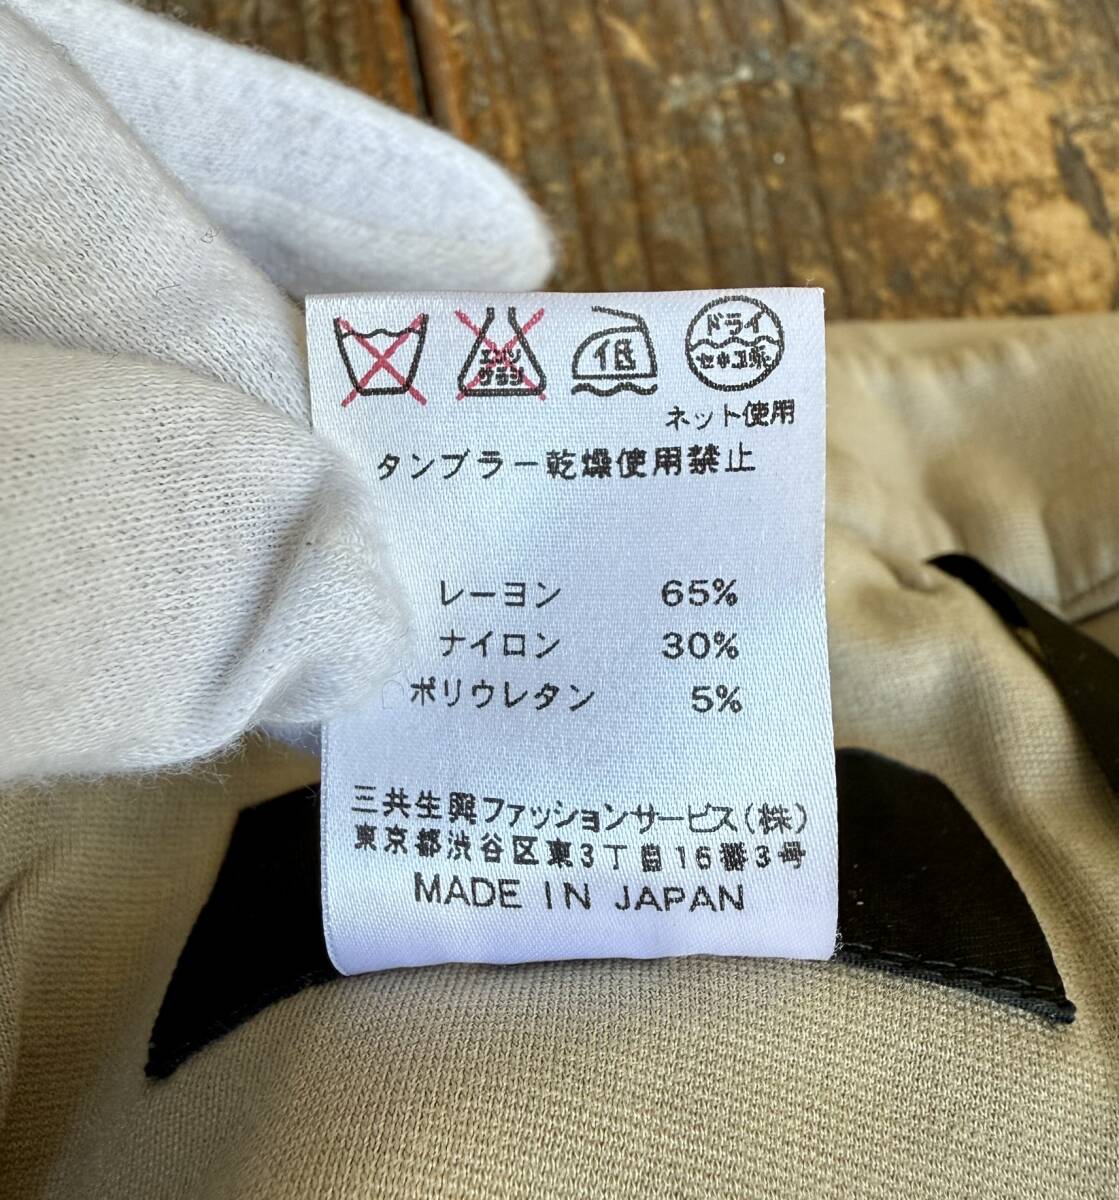 エンソ
サラシ
低
ドライ
セキユ系
ネット使用
タンブラー乾燥使用禁止
レーヨン 65%
ナイロン 30%
ポリウレタン 5%
三共生興ファッションサービス(株)
東京都渋谷区東3丁目16番3号
MADE IN JAPAN